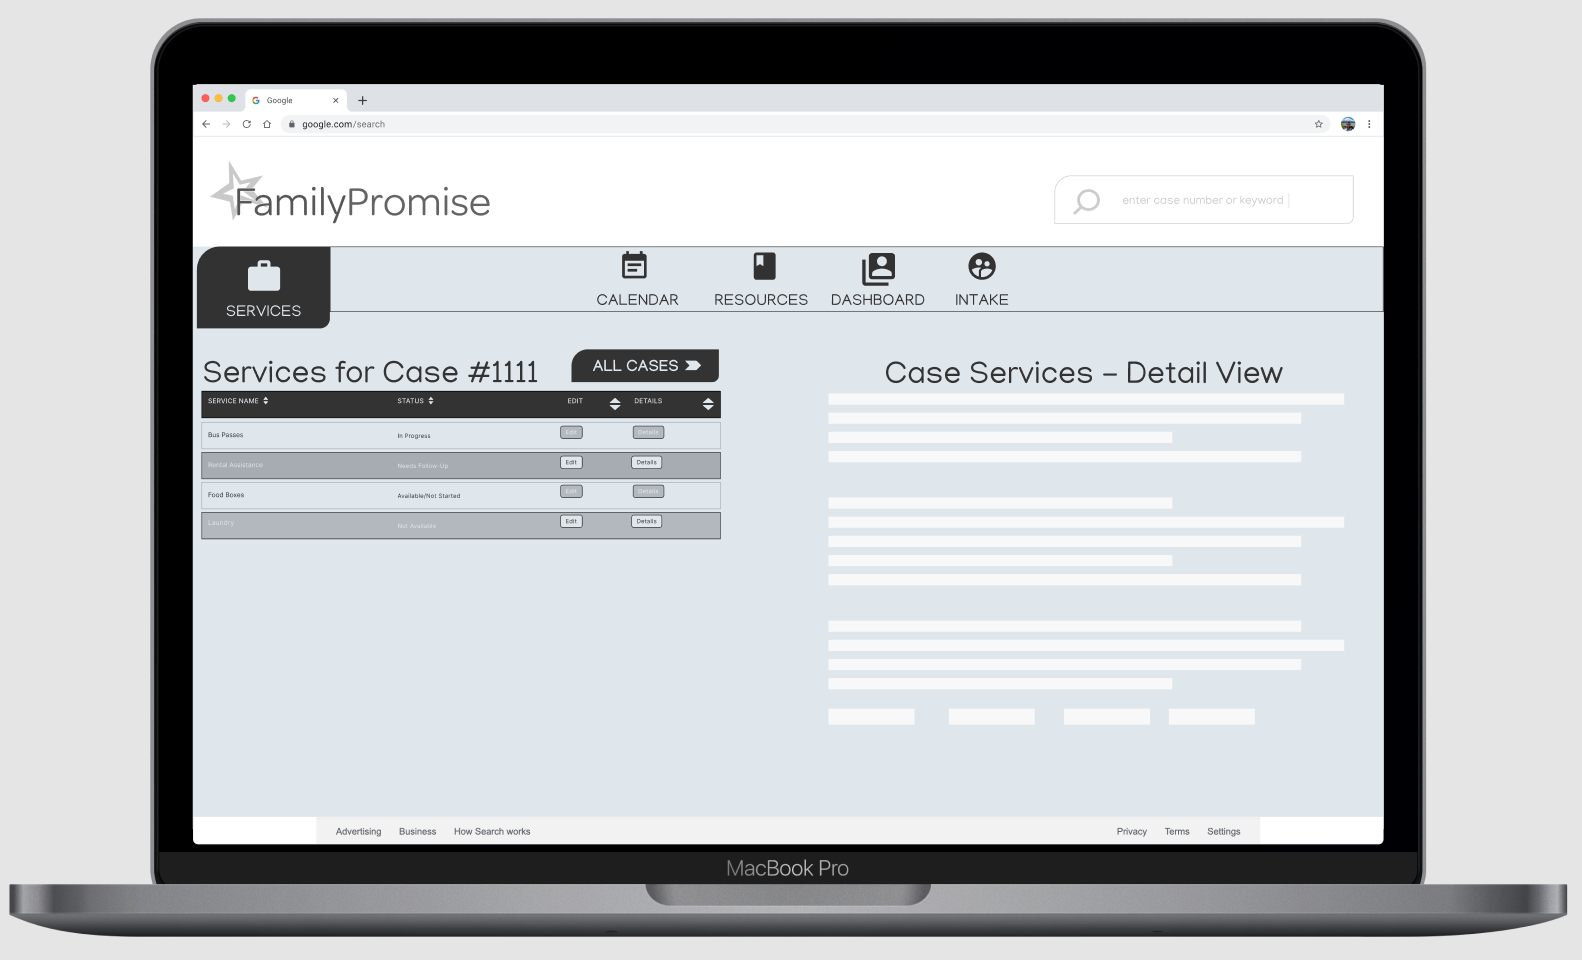 Google
google.com/search
FamilyPromise
enter case number or keyword
SERVICES
CALENDAR
RESOURCES
DASHBOARD
INTAKE
Services for Case #1111
ALL CASES
Case Services – Detail View
SERVICE NAME STATUS EDIT DETAILS
Bus Passes In Progress Edit Details
Rental Assistance Needs Follow-Up Edit Details
Food Boxes Available/Not Started Edit Details
Laundry Not Available Edit Details
Advertising Business How Search works Privacy Terms Settings
MacBook Pro